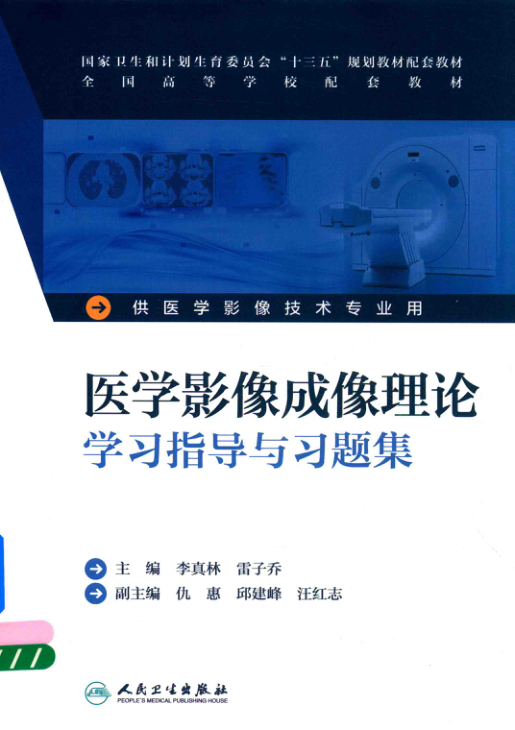 国家卫生和计划生育委员会“十三五”规划教材配套教材
全国高等学校配套教材
供医学影像技术专业用
医学影像成像理论
学习指导与习题集
主 编 李真林 雷子乔
副主编 仇 惠 邱建峰 汪红志
人民卫生出版社
PEOPLE'S MEDICAL PUBLISHING HOUSE